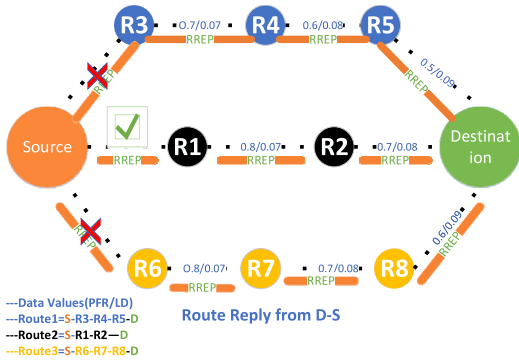 R3
O.7/0.07
RREP
R4
0.6/0.08
RREP
R5
0.5/0.09
RREP
RREP
Source
RREP
R1
0.8/0.07
RREP
R2
0.7/0.08
RREP
Destinat
ion
RREP
R6
0.8/0.07
RREP
R7
0.7/0.08
RREP
R8
0.6/0.09
RREP
---Data Values(PFR/LD)
---Route1=S-R3-R4-R5-D
---Route2=S-R1-R2—D
---Route3=S-R6-R7-R8-D
Route Reply from D-S